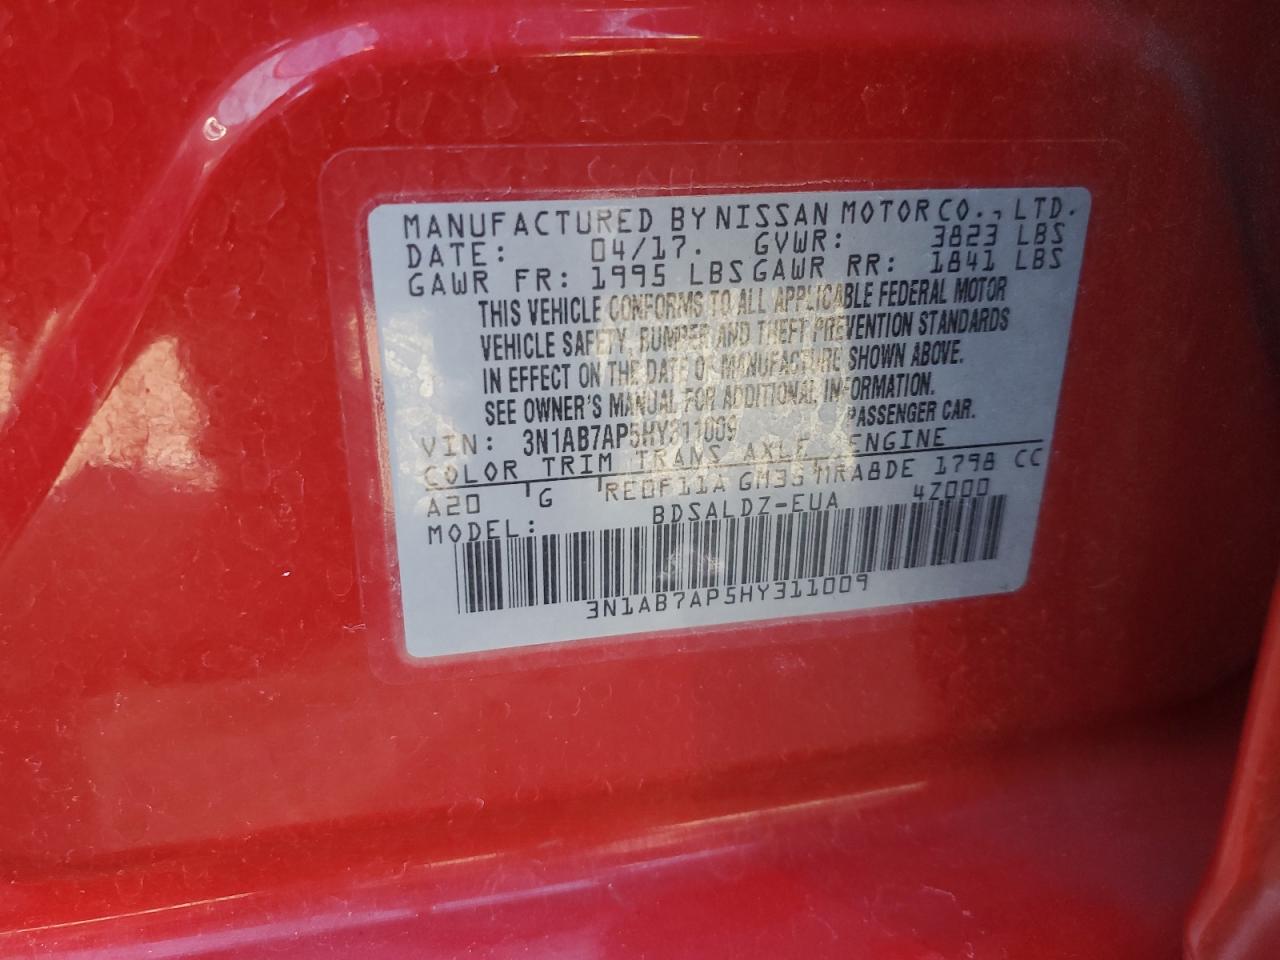 MANUFACTURED BY NISSAN MOTOR CO., LTD.
DATE: 04/17. GVWR: 3823 LBS
GAWR FR: 1995 LBS GAWR RR: 1841 LBS
THIS VEHICLE CONFORMS TO ALL APPLICABLE FEDERAL MOTOR
VEHICLE SAFETY, BUMPER AND THEFT PREVENTION STANDARDS
IN EFFECT ON THE DATE OF MANUFACTURE SHOWN ABOVE.
SEE OWNER'S MANUAL FOR ADDITIONAL INFORMATION.
VIN: 3N1AB7AP5HY311009 PASSENGER CAR.
COLOR TRIM TRANS AXLE ENGINE
A20 G RE0F11A GM35 MRA8DE 1798 CC
MODEL: BDSALDZ-EUA 4Z000
3N1AB7AP5HY311009